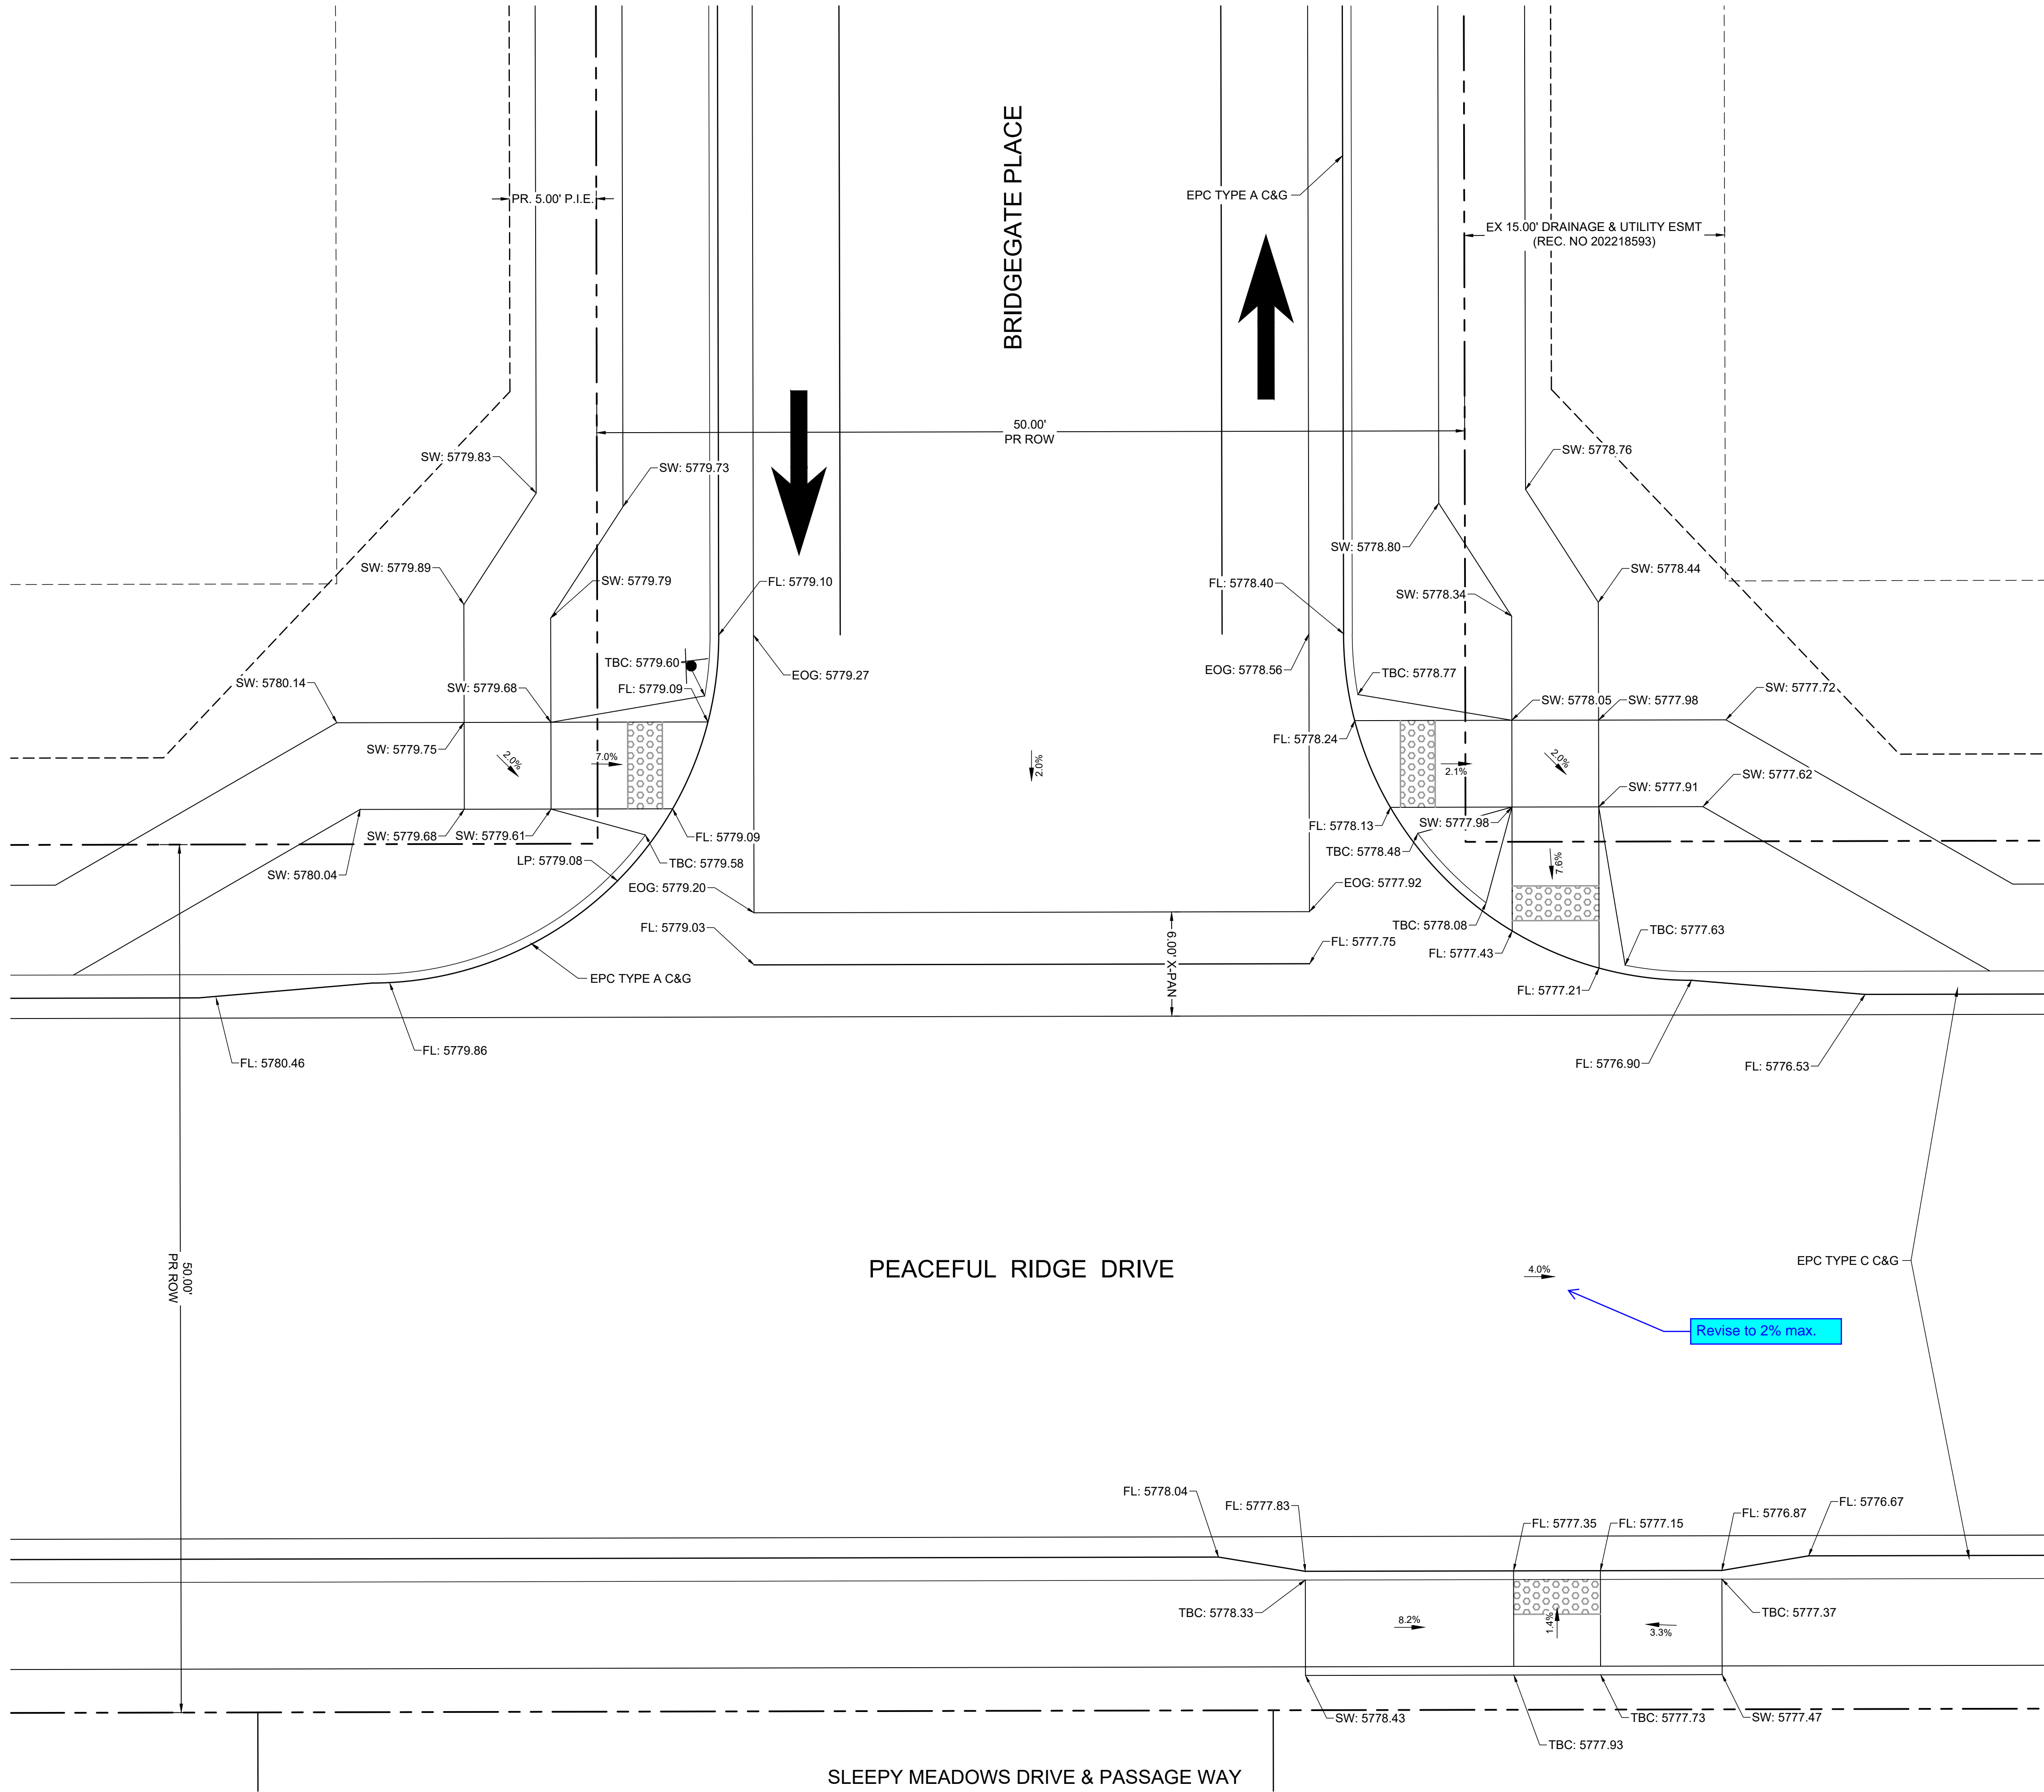 BRIDGEGATE PLACE
PR. 5.00' P.I.E.
EPC TYPE A C&G
EX 15.00' DRAINAGE & UTILITY ESMT
(REC. NO 202218593)
50.00'
PR ROW
SW: 5779.83
SW: 5779.73
SW: 5778.76
SW: 5778.80
SW: 5779.89
SW: 5779.79
FL: 5779.10
FL: 5778.40
SW: 5778.34
SW: 5778.44
TBC: 5779.60
EOG: 5779.27
EOG: 5778.56
TBC: 5778.77
SW: 5780.14
SW: 5779.68
FL: 5779.09
SW: 5778.05
SW: 5777.98
SW: 5777.72
SW: 5779.75
2.0%
7.0%
2.0%
FL: 5778.24
2.1%
2.0%
SW: 5777.62
SW: 5777.91
SW: 5779.68
SW: 5779.61
FL: 5779.09
FL: 5778.13
SW: 5777.98
LP: 5779.08
TBC: 5779.58
TBC: 5778.48
7.6%
SW: 5780.04
EOG: 5779.20
EOG: 5777.92
FL: 5779.03
6.00' X-PAN
FL: 5777.75
TBC: 5778.08
FL: 5777.43
TBC: 5777.63
EPC TYPE A C&G
FL: 5777.21
FL: 5780.46
FL: 5779.86
FL: 5776.90
FL: 5776.53
50.00'
PR ROW
PEACEFUL RIDGE DRIVE
4.0%
EPC TYPE C C&G
Revise to 2% max.
FL: 5778.04
FL: 5777.83
FL: 5777.35
FL: 5777.15
FL: 5776.87
FL: 5776.67
TBC: 5778.33
8.2%
1.4%
3.3%
TBC: 5777.37
SW: 5778.43
TBC: 5777.93
TBC: 5777.73
SW: 5777.47
SLEEPY MEADOWS DRIVE & PASSAGE WAY